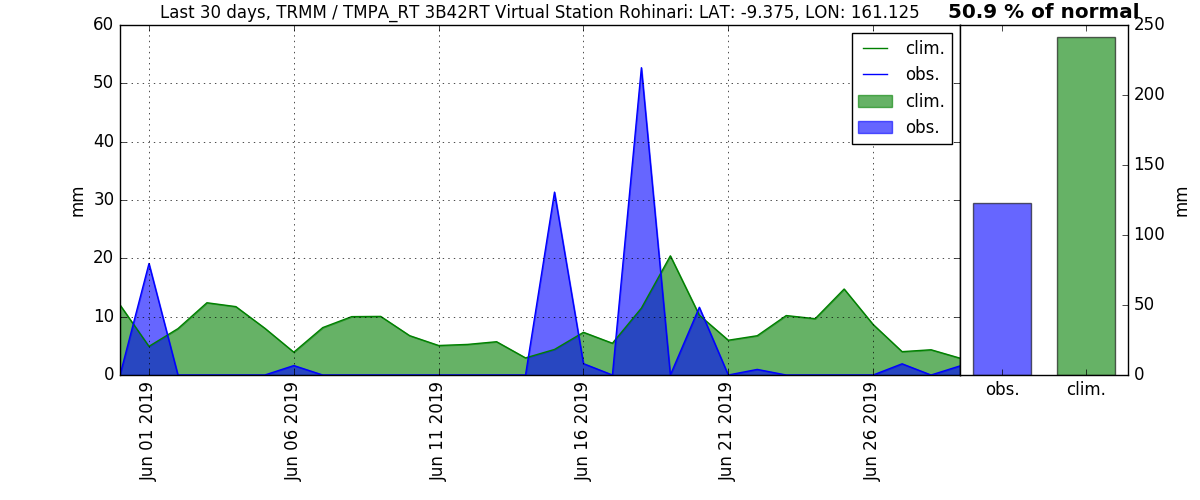 Last 30 days, TRMM / TMPA_RT 3B42RT Virtual Station Rohinari: LAT: -9.375, LON: 161.125
50.9 % of normal
60
50
40
30
20
10
0
mm
clim.
obs.
clim.
obs.
Jun 01 2019
Jun 06 2019
Jun 11 2019
Jun 16 2019
Jun 21 2019
Jun 26 2019
250
200
150
100
50
0
mm
obs.
clim.